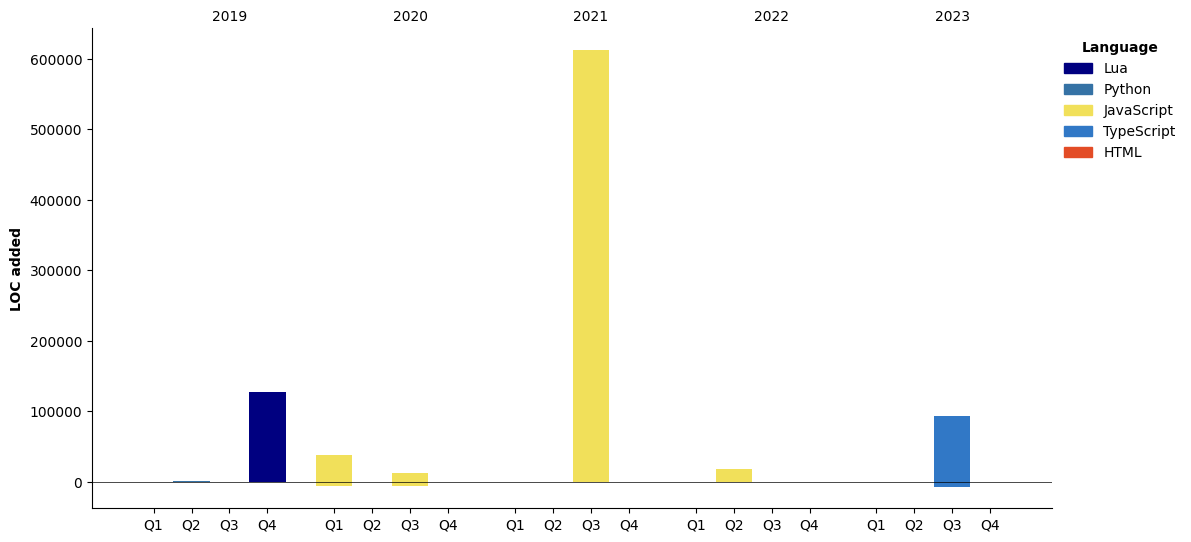 2019 2020 2021 2022 2023
LOC added
600000
500000
400000
300000
200000
100000
0
Q1 Q2 Q3 Q4 Q1 Q2 Q3 Q4 Q1 Q2 Q3 Q4 Q1 Q2 Q3 Q4 Q1 Q2 Q3 Q4
Language
Lua
Python
JavaScript
TypeScript
HTML